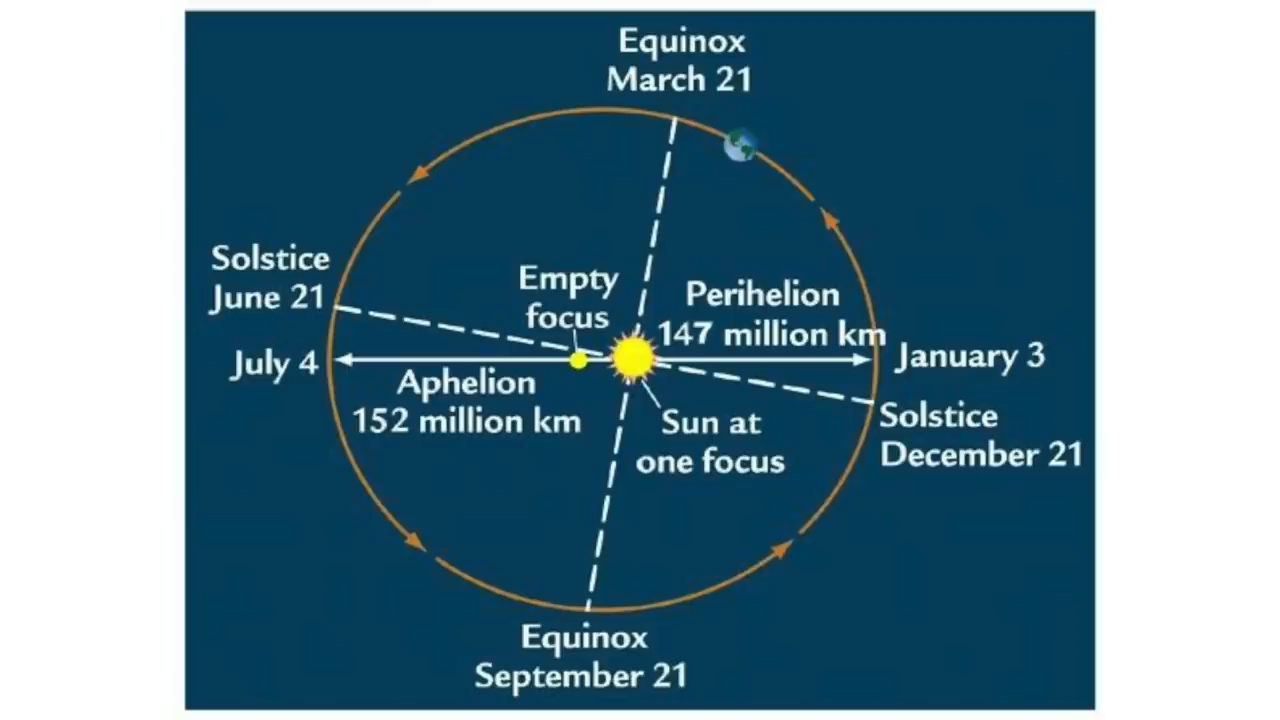 Equinox
March 21
Solstice
June 21
Empty
focus
Perihelion
147 million km
July 4
January 3
Aphelion
152 million km
Sun at
one focus
Solstice
December 21
Equinox
September 21